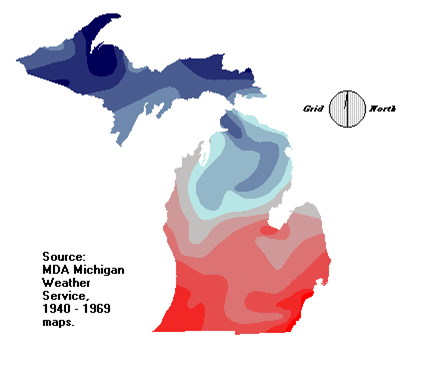 Grid North
Source:
MDA Michigan
Weather
Service,
1940 - 1969
maps.